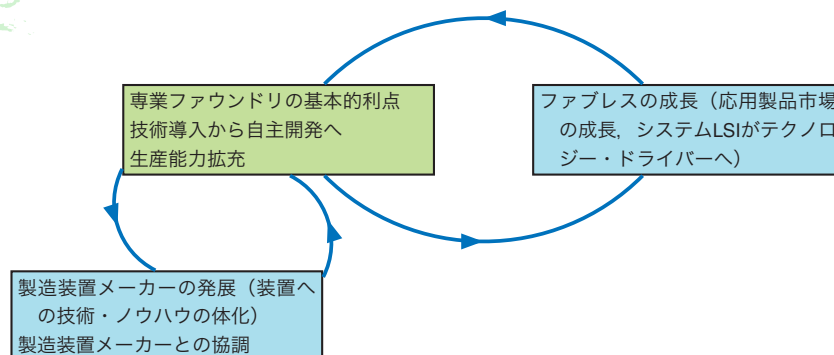 専業ファウンドリの基本的利点
技術導入から自主開発へ
生産能力拡充
ファブレスの成長（応用製品市場
の成長，システムLSIがテクノロ
ジー・ドライバーへ）
製造装置メーカーの発展（装置へ
の技術・ノウハウの体化）
製造装置メーカーとの協調